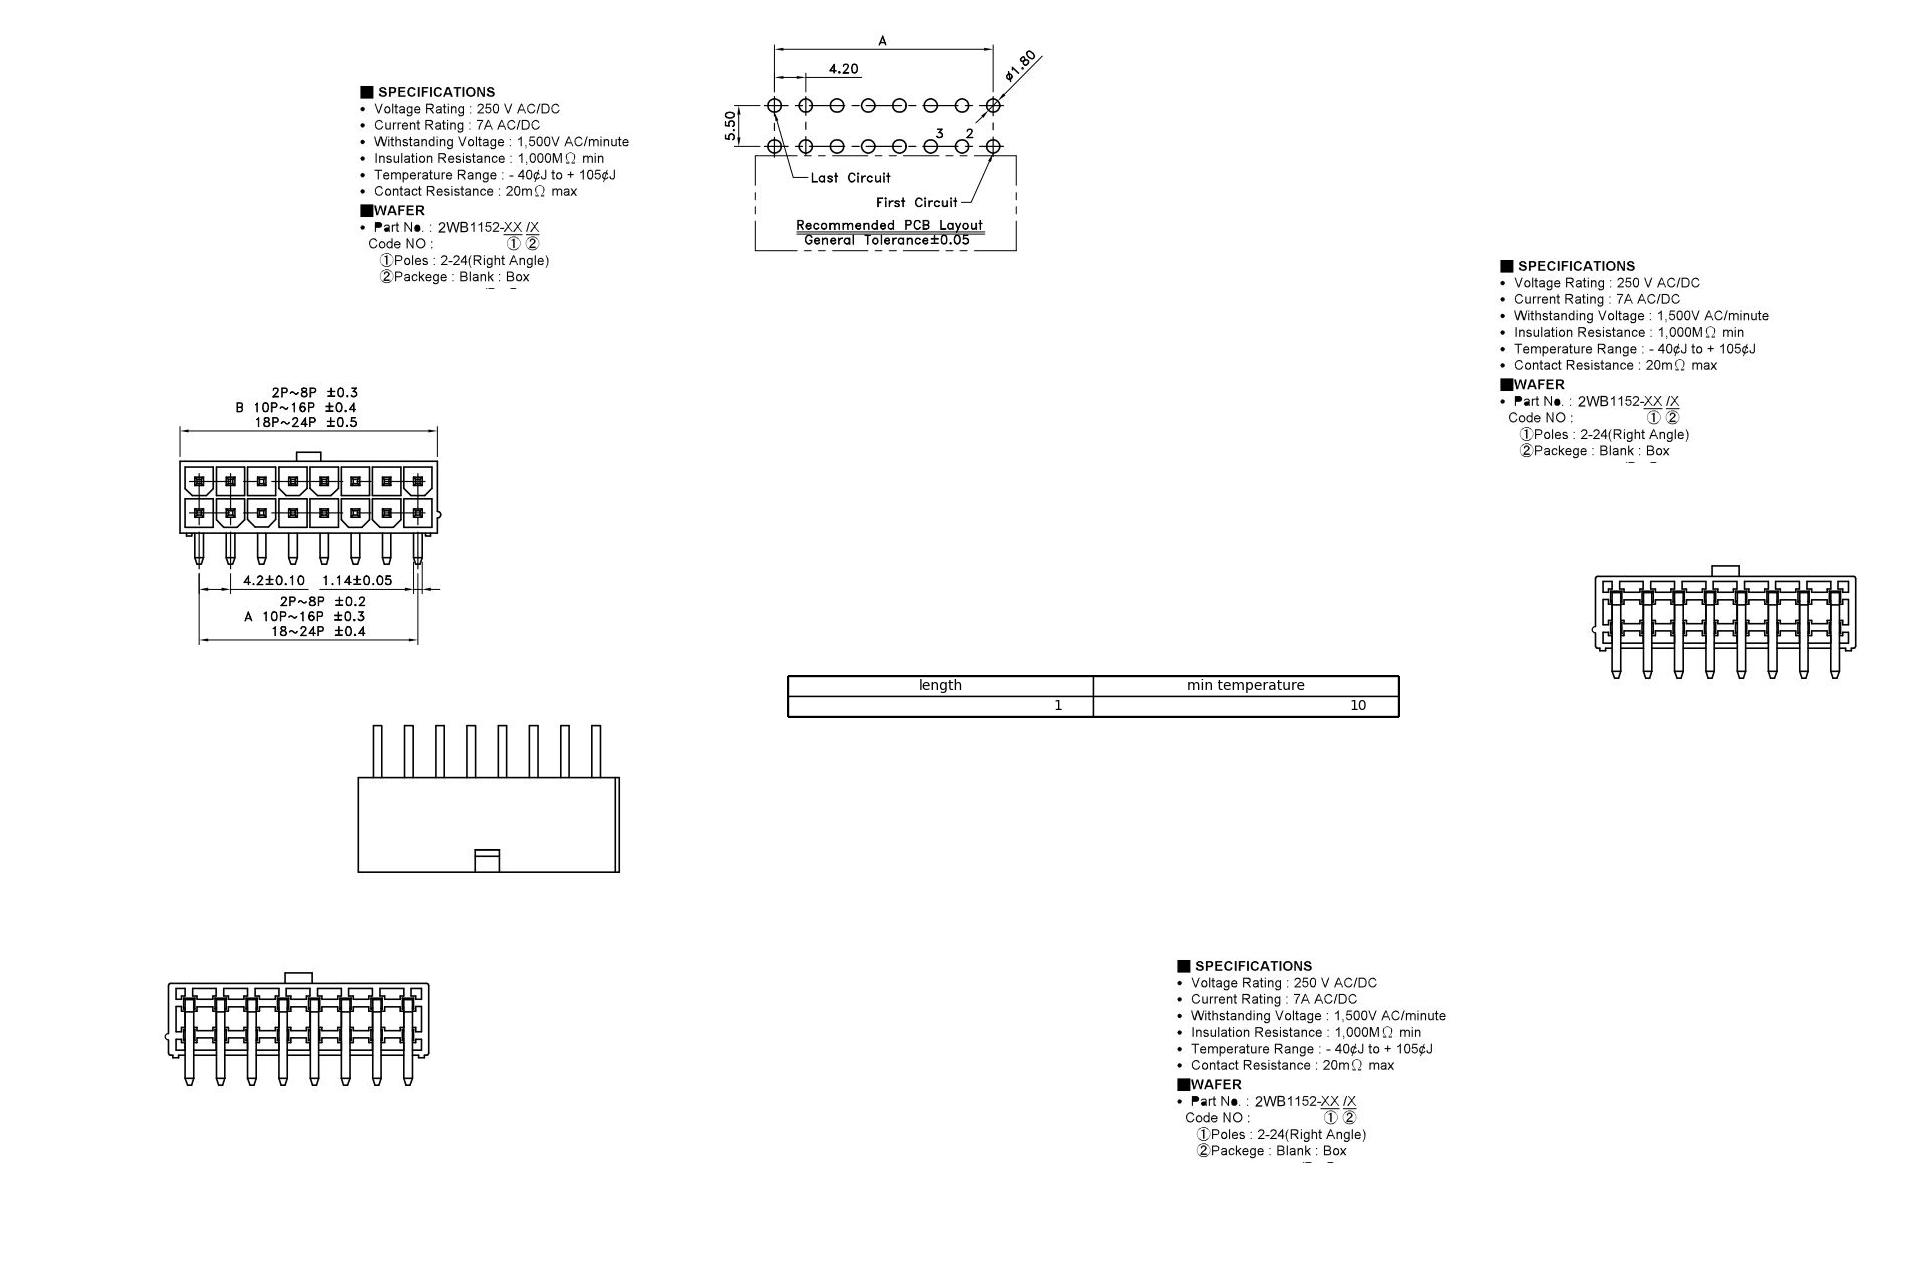 A
4.20
ø1.80
5.50
3 2
Last Circuit
First Circuit
Recommended PCB Layout
General Tolerance±0.05
■ SPECIFICATIONS
• Voltage Rating : 250 V AC/DC
• Current Rating : 7A AC/DC
• Withstanding Voltage : 1,500V AC/minute
• Insulation Resistance : 1,000MΩ min
• Temperature Range : - 40¢J to + 105¢J
• Contact Resistance : 20mΩ max
■WAFER
• Part No. : 2WB1152-XX /X
Code NO : ① ②
①Poles : 2-24(Right Angle)
②Packege : Blank : Box
■ SPECIFICATIONS
• Voltage Rating : 250 V AC/DC
• Current Rating : 7A AC/DC
• Withstanding Voltage : 1,500V AC/minute
• Insulation Resistance : 1,000MΩ min
• Temperature Range : - 40¢J to + 105¢J
• Contact Resistance : 20mΩ max
■WAFER
• Part No. : 2WB1152-XX /X
Code NO : ① ②
①Poles : 2-24(Right Angle)
②Packege : Blank : Box
2P~8P ±0.3
B 10P~16P ±0.4
18P~24P ±0.5
4.2±0.10 1.14±0.05
2P~8P ±0.2
A 10P~16P ±0.3
18~24P ±0.4
length min temperature
1 10
■ SPECIFICATIONS
• Voltage Rating : 250 V AC/DC
• Current Rating : 7A AC/DC
• Withstanding Voltage : 1,500V AC/minute
• Insulation Resistance : 1,000MΩ min
• Temperature Range : - 40¢J to + 105¢J
• Contact Resistance : 20mΩ max
■WAFER
• Part No. : 2WB1152-XX /X
Code NO : ① ②
①Poles : 2-24(Right Angle)
②Packege : Blank : Box